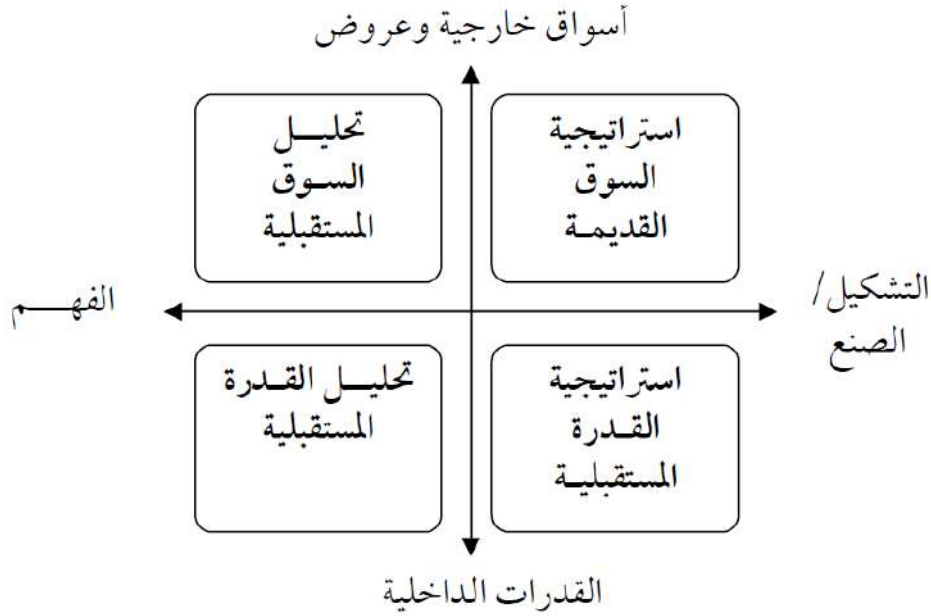 أسواق خارجية وعروض
استراتيجية
السوق
القديمة
تحليل
السوق
المستقبلية
التشكيل/
الصنع
الفهم
استراتيجية
القدرة
المستقبلية
تحليل القدرة
المستقبلية
القدرات الداخلية